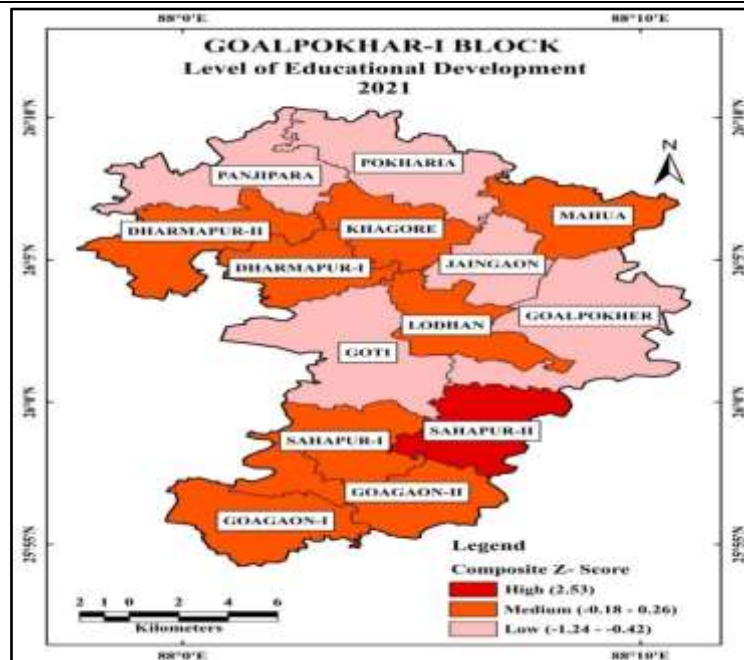 88°0'E 88°10'E
GOALPOKHAR-I BLOCK
Level of Educational Development
2021
26°10'N 26°10'N
N
POKHARIA
PANJIPARA
MAHUA
DHARMAPUR-II KHAGORE
JAINGAON
DHARMAPUR-I
26°5'N 26°5'N
GOALPOKHER
LODHAN
GOTI
26°0'N 26°0'N
SAHAPUR-II
SAHAPUR-I
GOAGAON-II
GOAGAON-I
25°55'N 25°55'N
Legend
Composite Z- Score
High (2.53)
Medium (-0.18 - 0.26)
Low (-1.24 - -0.42)
2 1 0 2 4 6
Kilometers
88°0'E 88°10'E